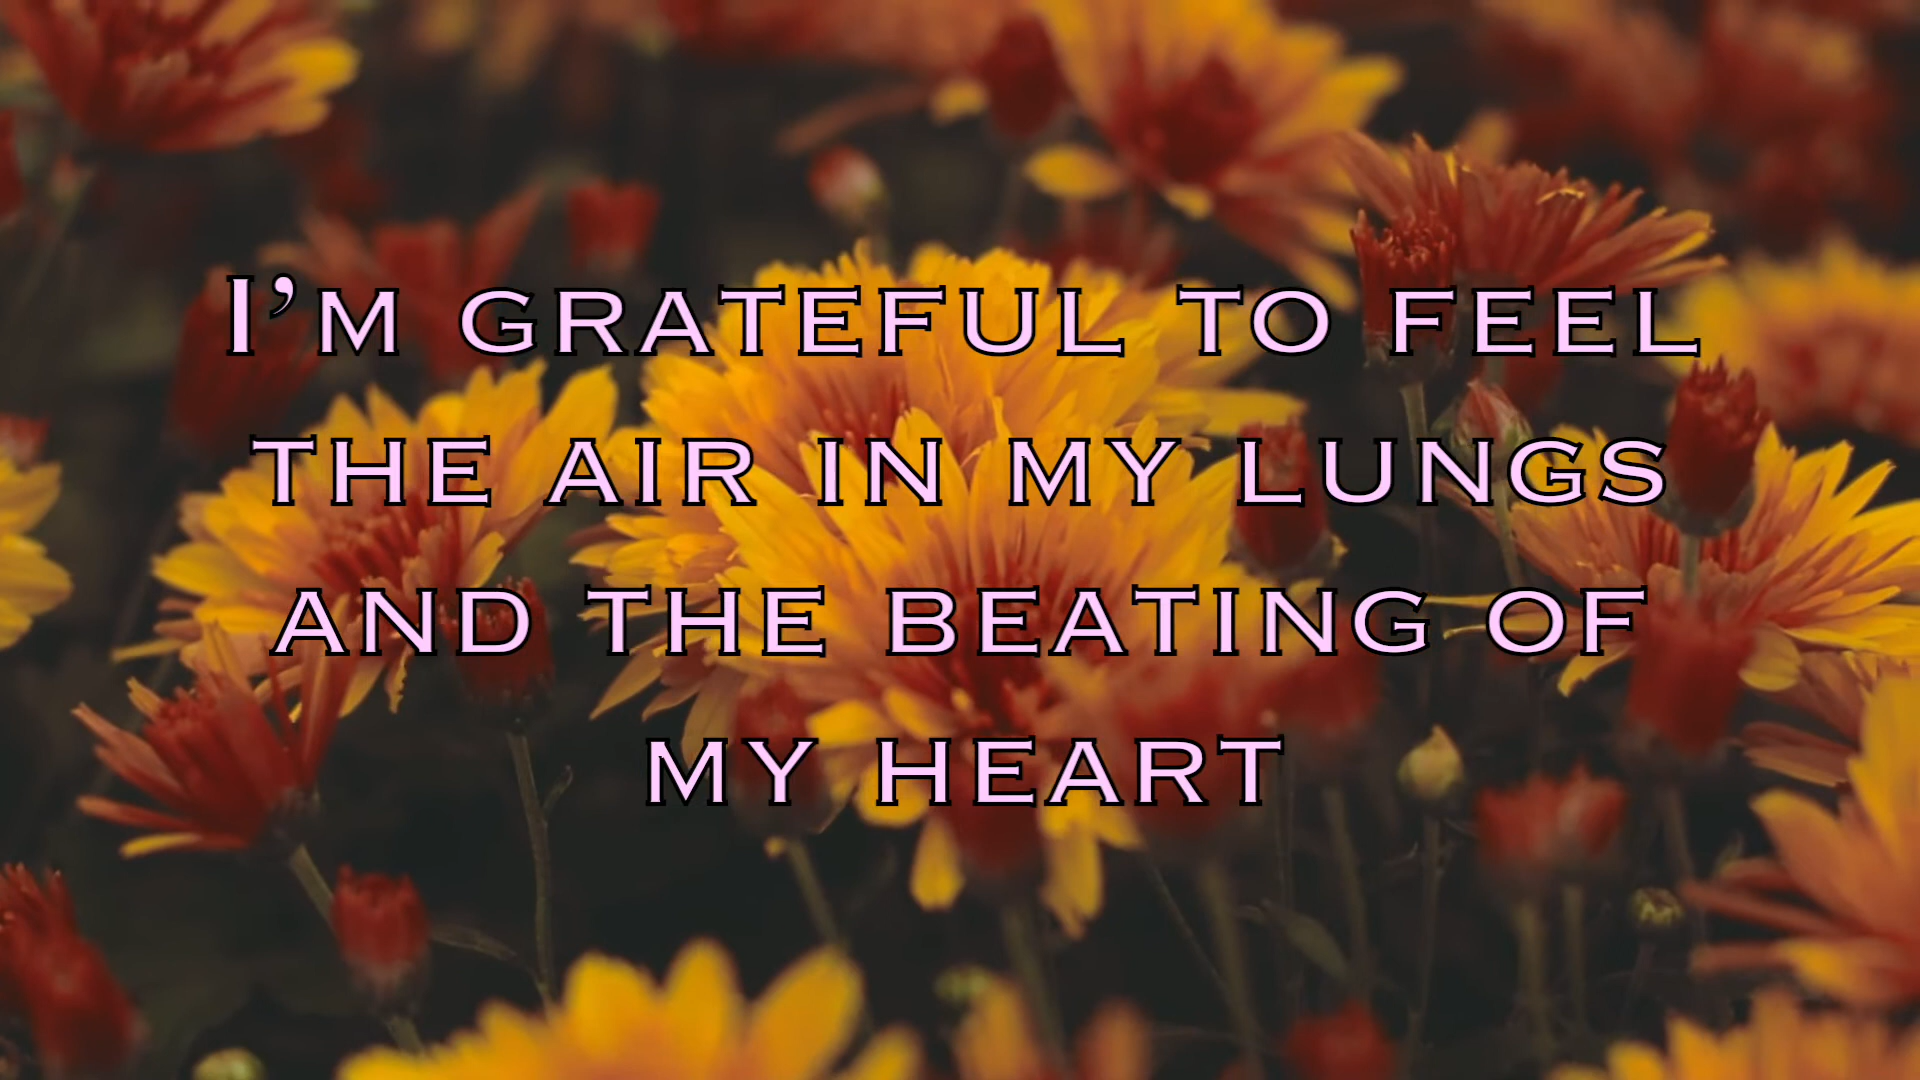 I’m grateful to feel
the air in my lungs
and the beating of
my heart